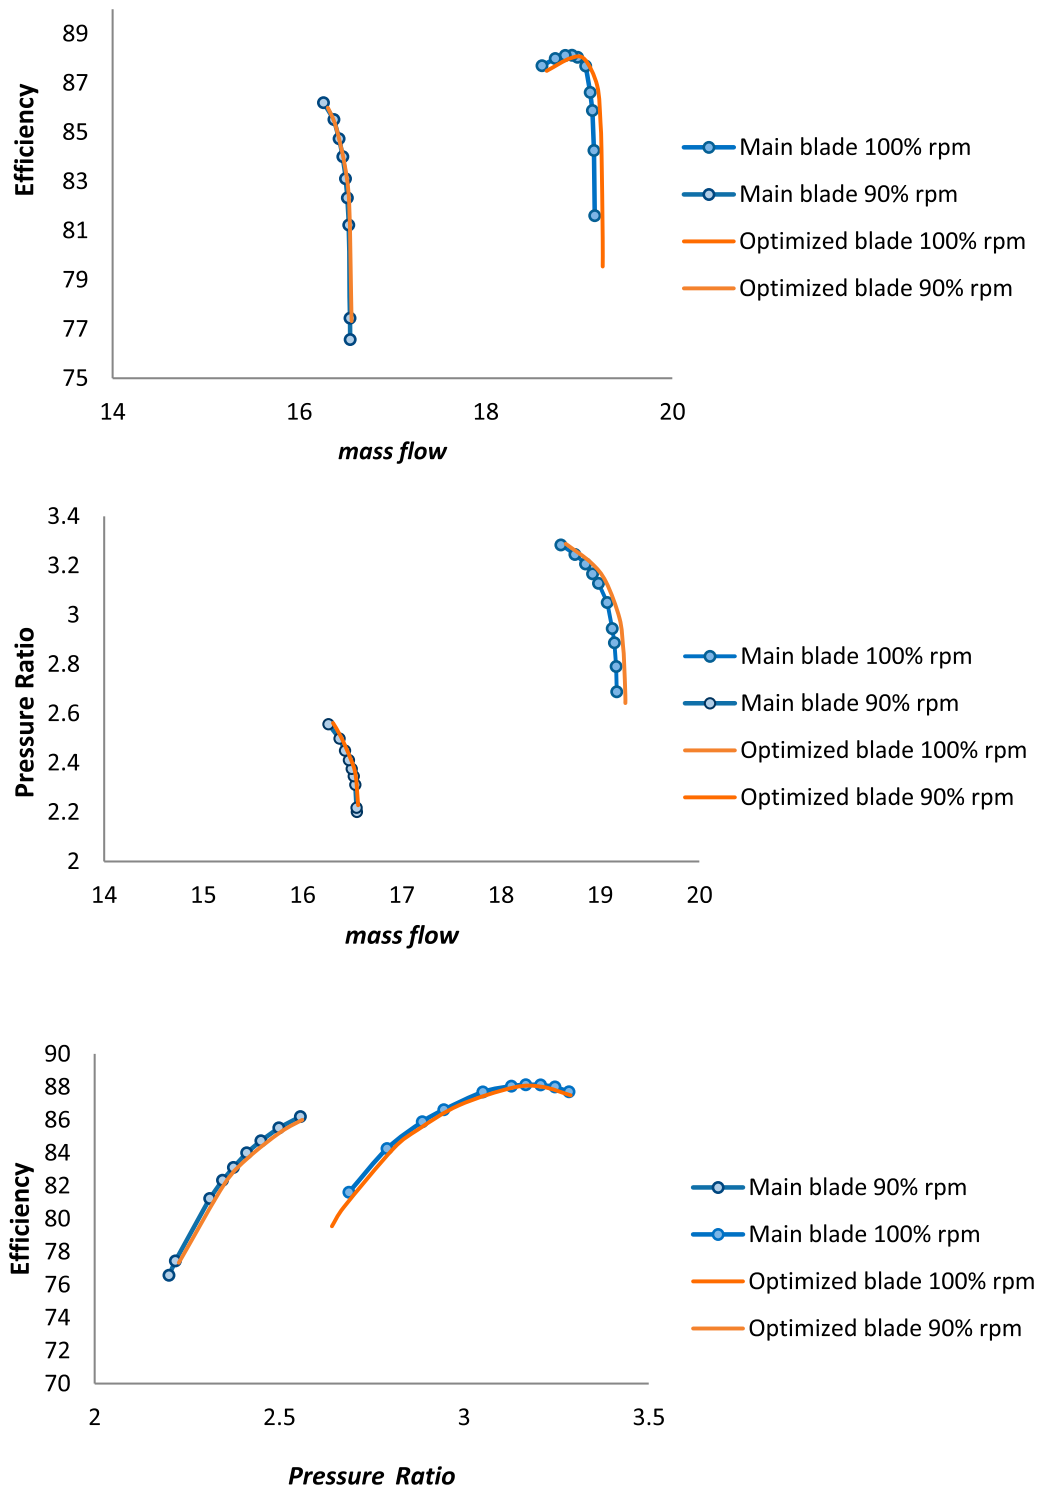 89
87
85
83
81
79
77
75
14
16
18
20
Efficiency
mass flow
Main blade 100% rpm
Main blade 90% rpm
Optimized blade 100% rpm
Optimized blade 90% rpm
3.4
3.2
3
2.8
2.6
2.4
2.2
2
14
15
16
17
18
19
20
Pressure Ratio
mass flow
Main blade 100% rpm
Main blade 90% rpm
Optimized blade 100% rpm
Optimized blade 90% rpm
90
88
86
84
82
80
78
76
74
72
70
2
2.5
3
3.5
Efficiency
Pressure Ratio
Main blade 90% rpm
Main blade 100% rpm
Optimized blade 100% rpm
Optimized blade 90% rpm